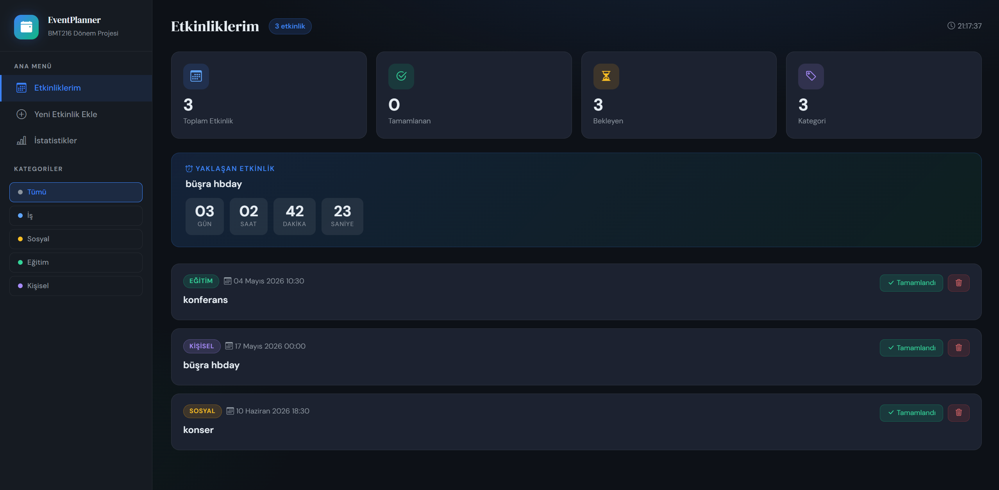 EventPlanner
BMT216 Dönem Projesi
ANA MENÜ
Etkinliklerim
Yeni Etkinlik Ekle
İstatistikler
KATEGORİLER
Tümü
İş
Sosyal
Eğitim
Kişisel
Etkinliklerim
3 etkinlik
21:17:37
3
Toplam Etkinlik
0
Tamamlanan
3
Bekleyen
3
Kategori
YAKLAŞAN ETKİNLİK
büşra hbday
03
GÜN
02
SAAT
42
DAKİKA
23
SANİYE
EĞİTİM 04 Mayıs 2026 10:30
konferans
Tamamlandı
KİŞİSEL 17 Mayıs 2026 00:00
büşra hbday
Tamamlandı
SOSYAL 10 Haziran 2026 18:30
konser
Tamamlandı